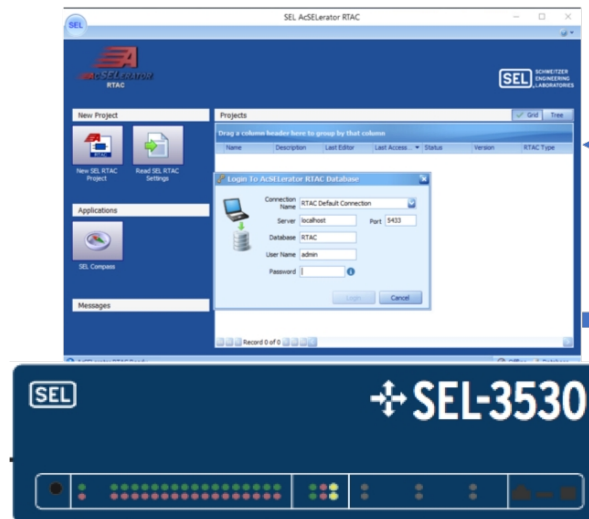 SEL
SEL AcSELerator RTAC
AcSELerator
RTAC
SEL SCHWEITZER
ENGINEERING
LABORATORIES
New Project
Projects
Grid Tree
Drag a column header here to group by that column
Name Description Last Editor Last Access... Status Version RTAC Type
RTAC
New SEL RTAC
Project
Read SEL RTAC
Settings
Login To AcSELerator RTAC Database
Connection
Name
RTAC Default Connection
Server localhost Port 5433
Database RTAC
User Name admin
Password
Login Cancel
Applications
SEL Compass
Messages
Record 0 of 0
SEL
SEL-3530